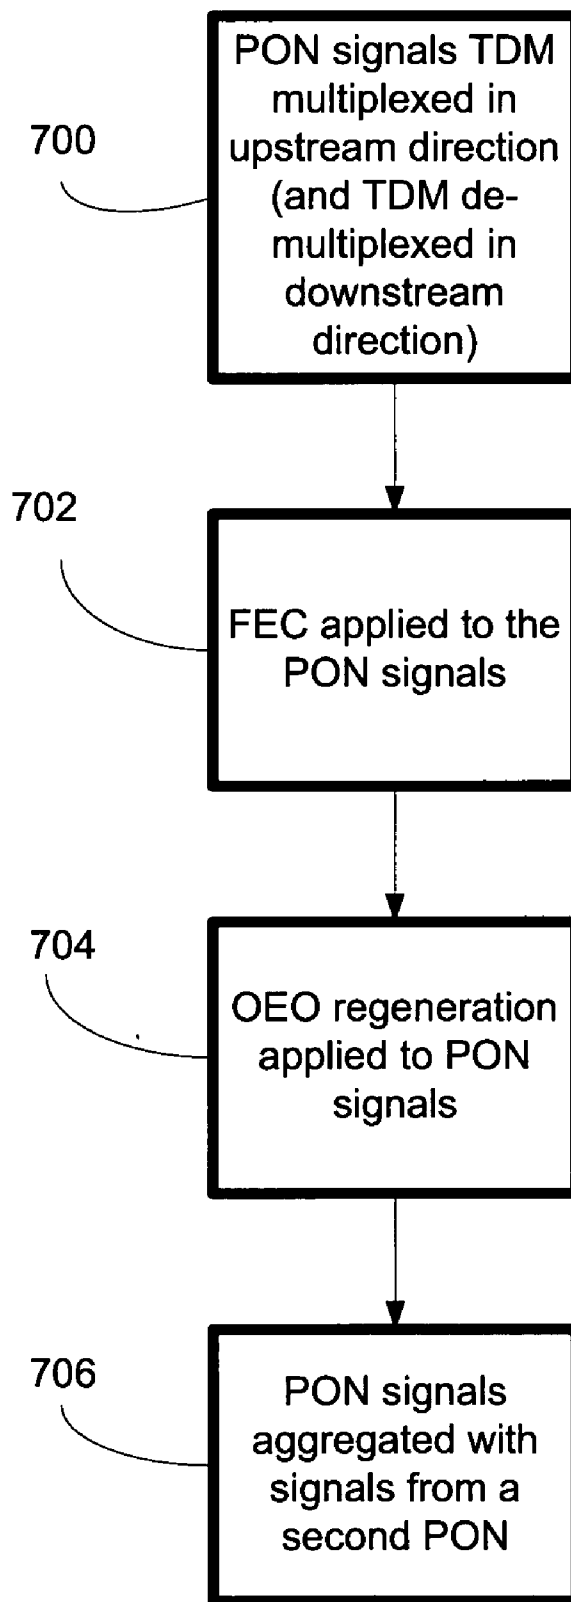 700
PON signals TDM
multiplexed in
upstream direction
(and TDM de-
multiplexed in
downstream
direction)
702
FEC applied to the
PON signals
704
OEO regeneration
applied to PON
signals
706
PON signals
aggregated with
signals from a
second PON